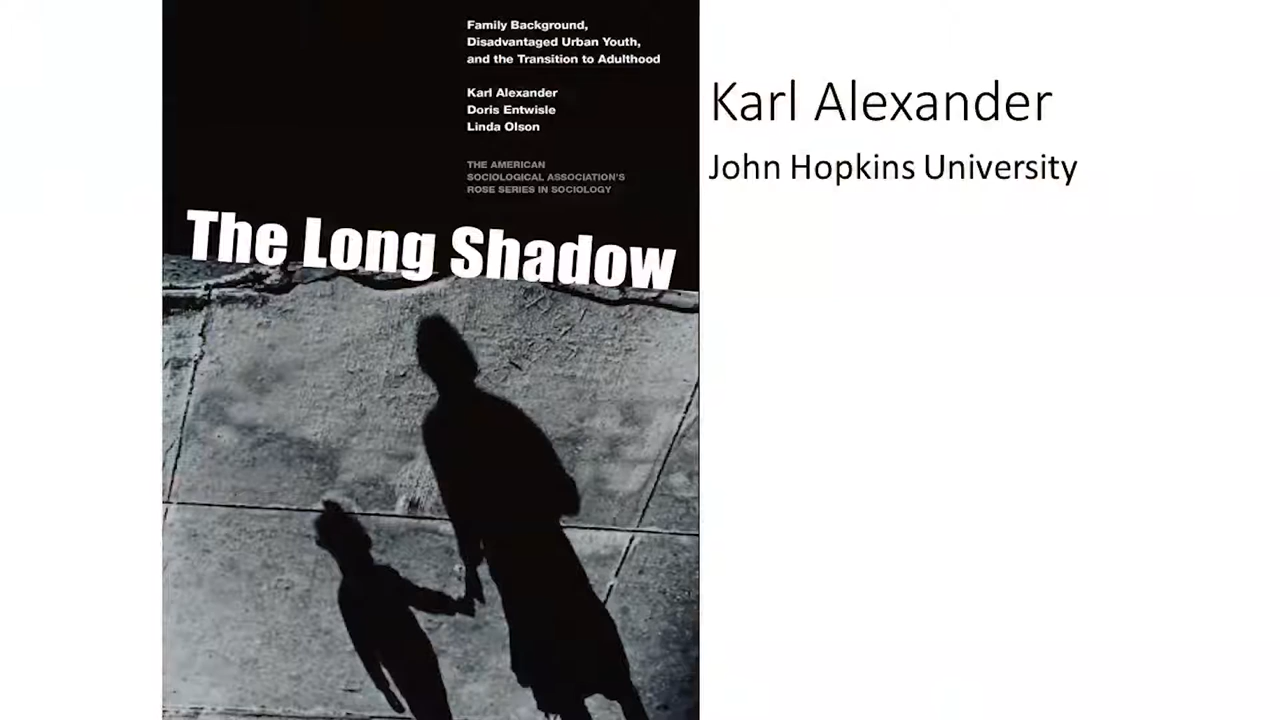 Family Background,
Disadvantaged Urban Youth,
and the Transition to Adulthood
Karl Alexander
Doris Entwisle
Linda Olson
THE AMERICAN
SOCIOLOGICAL ASSOCIATION'S
ROSE SERIES IN SOCIOLOGY
The Long Shadow
Karl Alexander
John Hopkins University